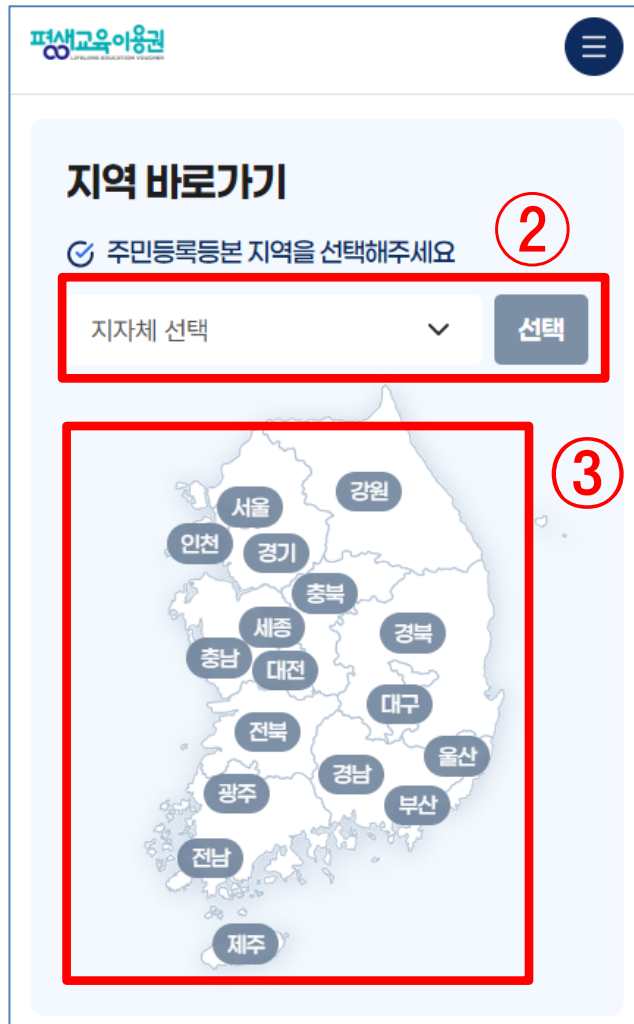 평생교육이용권
LIFELONG EDUCATION VOUCHER
지역 바로가기
②
주민등록등본 지역을 선택해주세요
지자체 선택
선택
③
강원
서울
인천
경기
충북
세종
경북
충남
대전
대구
전북
울산
경남
광주
부산
전남
제주